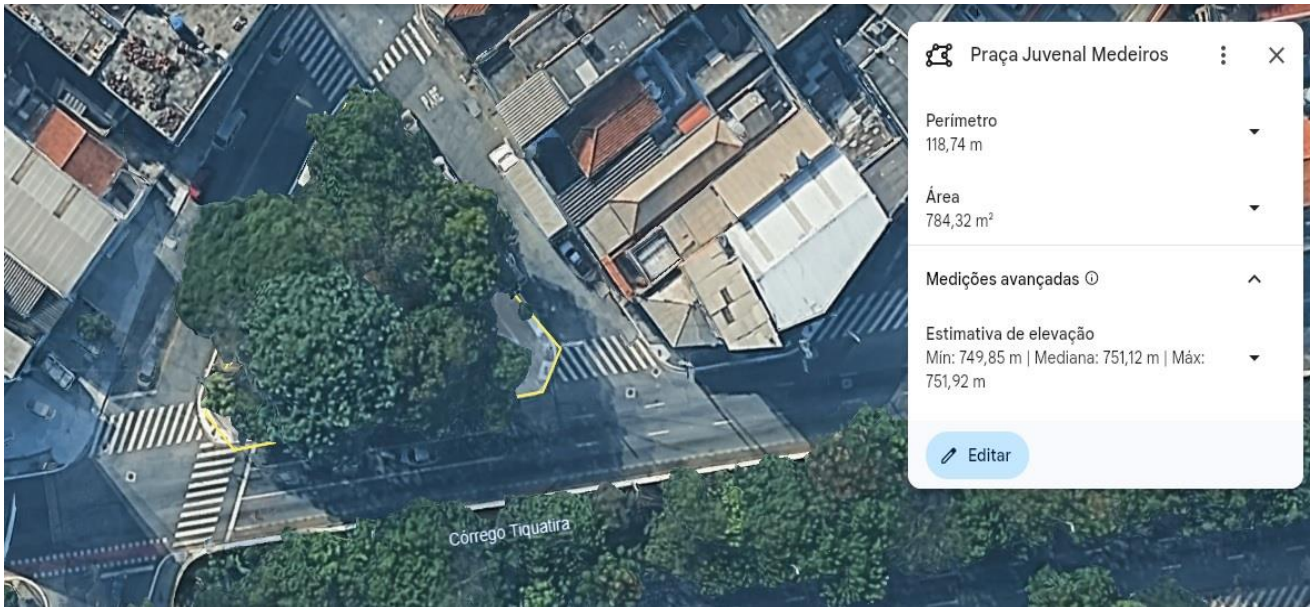 Praça Juvenal Medeiros
Perímetro
118,74 m
Área
784,32 m²
Medições avançadas
Estimativa de elevação
Mín: 749,85 m | Mediana: 751,12 m | Máx:
751,92 m
Editar
PARE
Córrego Tiquatira